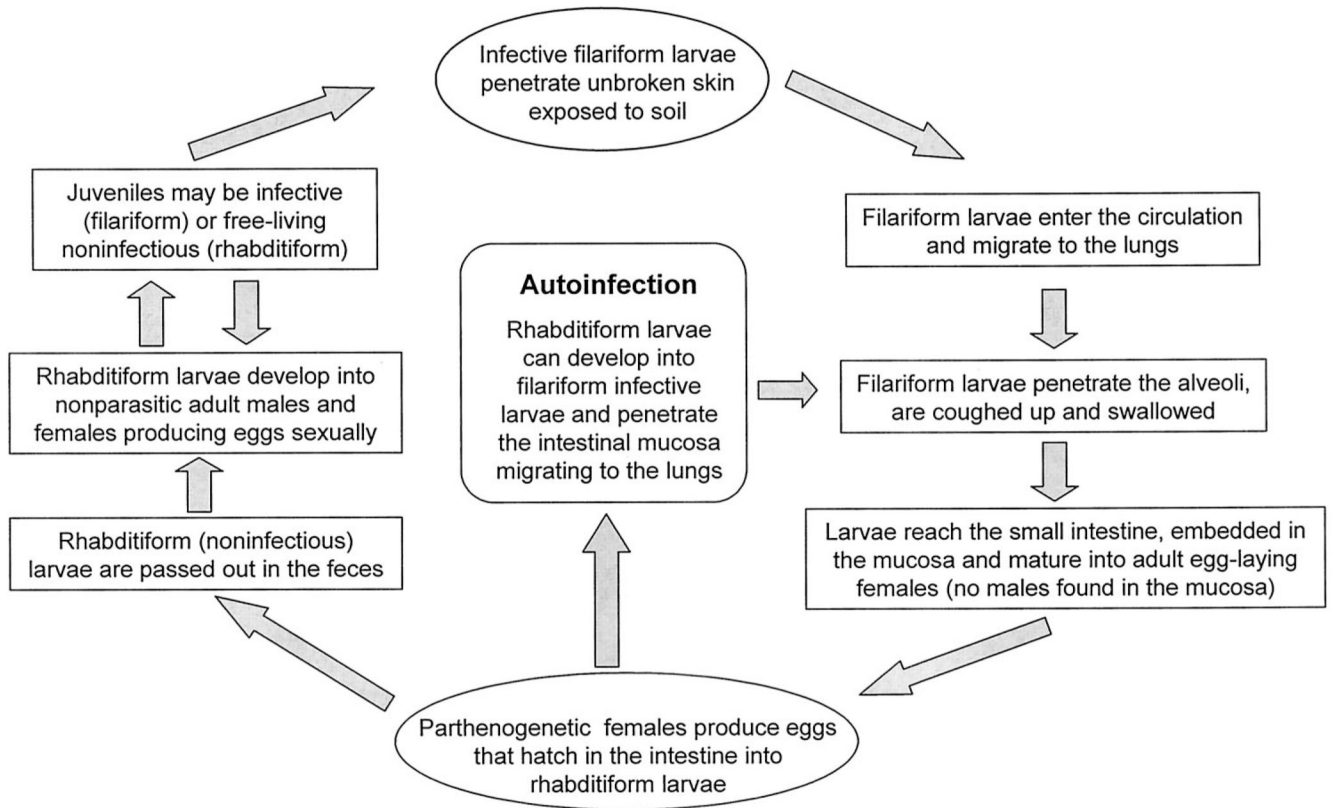 Infective filariform larvae
penetrate unbroken skin
exposed to soil
Filariform larvae enter the circulation
and migrate to the lungs
Filariform larvae penetrate the alveoli,
are coughed up and swallowed
Larvae reach the small intestine, embedded in
the mucosa and mature into adult egg-laying
females (no males found in the mucosa)
Parthenogenetic females produce eggs
that hatch in the intestine into
rhabditiform larvae
Autoinfection
Rhabditiform larvae
can develop into
filariform infective
larvae and penetrate
the intestinal mucosa
migrating to the lungs
Rhabditiform (noninfectious)
larvae are passed out in the feces
Rhabditiform larvae develop into
nonparasitic adult males and
females producing eggs sexually
Juveniles may be infective
(filariform) or free-living
noninfectious (rhabditiform)